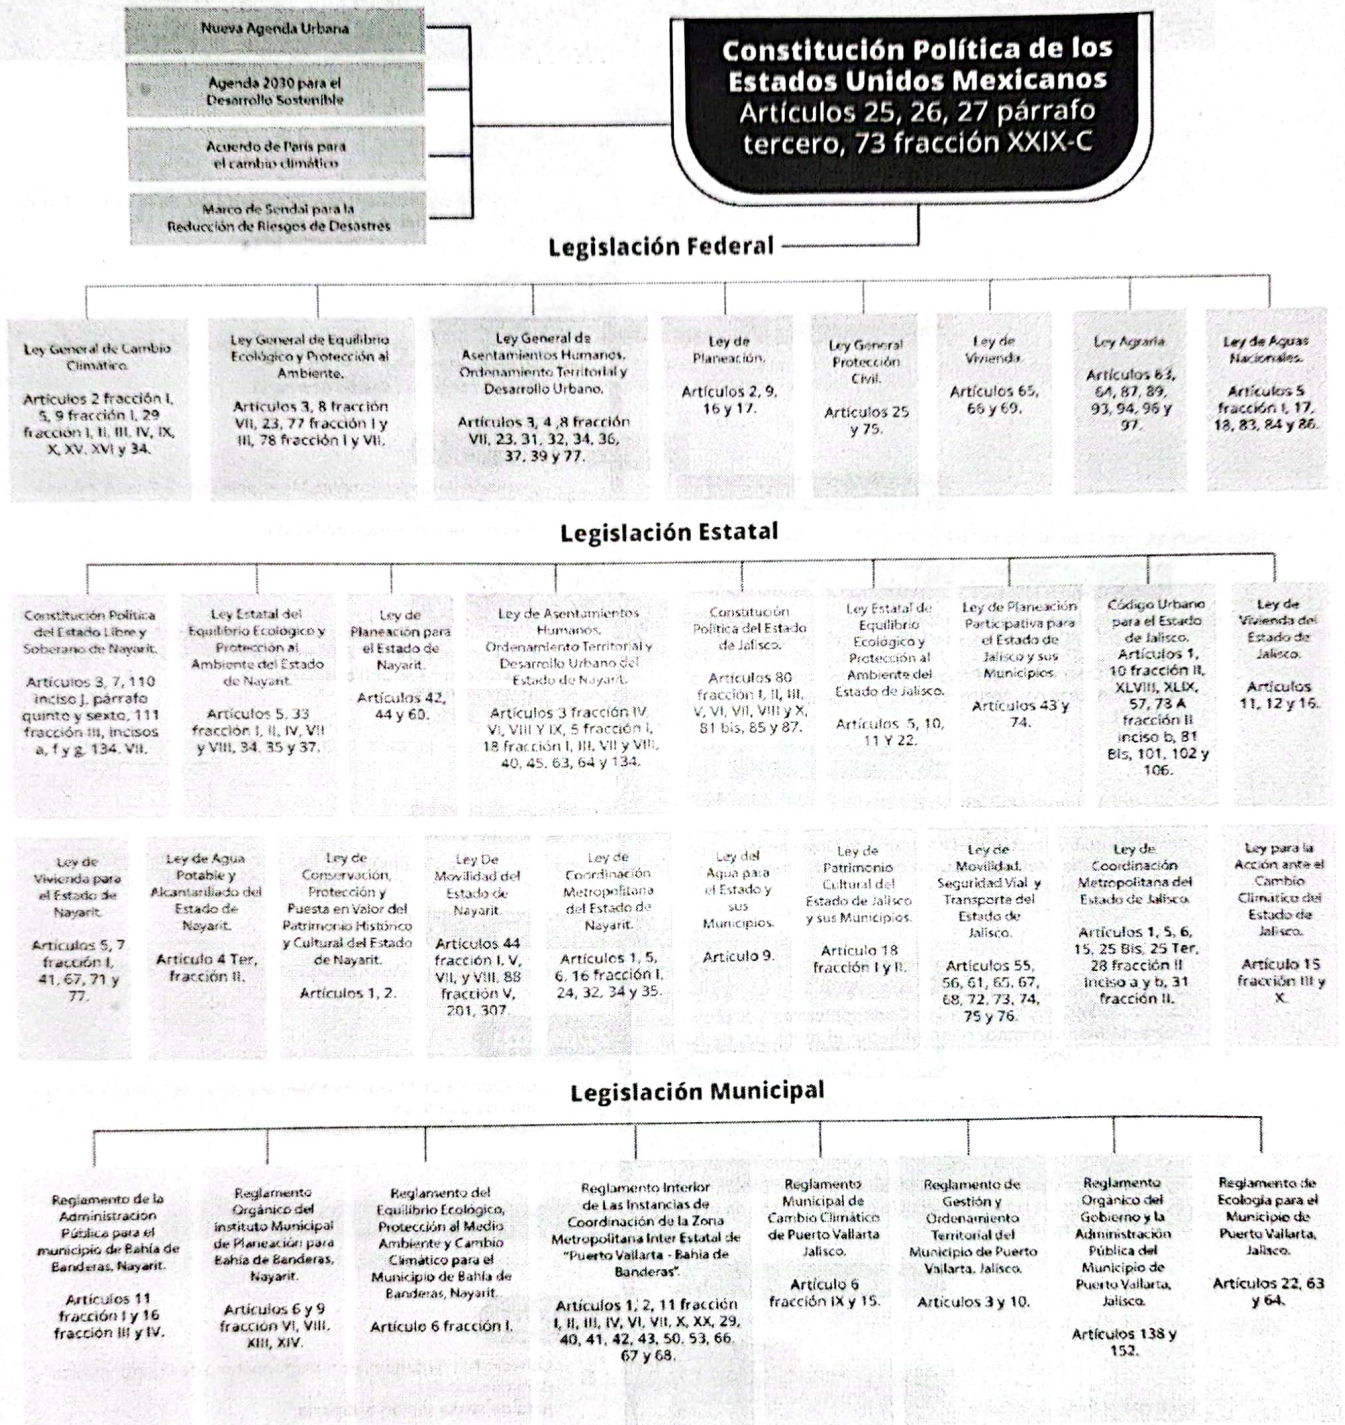 Nueva Agenda Urbana
Agenda 2030 para el
Desarrollo Sostenible
Acuerdo de París para
el cambio climático
Marco de Sendai para la
Reducción de Riesgos de Desastres
Constitución Política de los
Estados Unidos Mexicanos
Artículos 25, 26, 27 párrafo
tercero, 73 fracción XXIX-C
Legislación Federal
Ley General de Cambio
Climático.
Artículos 2 fracción I,
5, 9 fracción I, 29
fracción I, II, III, IV, IX,
X, XV, XVI y 34.
Ley General de Equilibrio
Ecológico y Protección al
Ambiente.
Artículos 3, 8 fracción
VII, 23, 77 fracción I y
III, 78 fracción I y VII.
Ley General de
Asentamientos Humanos,
Ordenamiento Territorial y
Desarrollo Urbano.
Artículos 3, 4 ,8 fracción
VII, 23, 31, 32, 34, 36,
37, 39 y 77.
Ley de
Planeación.
Artículos 2, 9,
16 y 17.
Ley General
Protección
Civil.
Artículos 25
y 75.
Ley de
Vivienda.
Artículos 65,
66 y 69.
Ley Agraria
Artículos 63,
64, 87, 89,
93, 94, 96 y
97.
Ley de Aguas
Nacionales.
Artículos 5
fracción I, 17,
18, 83, 84 y 86.
Legislación Estatal
Constitución Política
del Estado Libre y
Soberano de Nayarit.
Artículos 3, 7, 110
inciso J, párrafo
quinto y sexto, 111
fracción III, incisos
a, f y g, 134. VII.
Ley Estatal del
Equilibrio Ecológico y
Protección al
Ambiente del Estado
de Nayarit.
Artículos 5, 33
fracción I, II, IV, VII
y VIII, 34, 35 y 37.
Ley de
Planeación para
el Estado de
Nayarit.
Artículos 42,
44 y 60.
Ley de Asentamientos
Humanos,
Ordenamiento Territorial y
Desarrollo Urbano del
Estado de Nayarit.
Artículos 3 fracción IV,
VI, VIII Y IX, 5 fracción I,
18 fracción I, III, VII y VIII,
40, 45, 63, 64 y 134.
Constitución
Política del Estado
de Jalisco.
Artículos 80
fracción I, II, III,
V, VI, VII, VIII y X,
81 bis, 85 y 87.
Ley Estatal de
Equilibrio
Ecológico y
Protección al
Ambiente del
Estado de Jalisco.
Artículos 5, 10,
11 Y 22.
Ley de Planeación
Participativa para
el Estado de
Jalisco y sus
Municipios.
Artículos 43 y
74.
Código Urbano
para el Estado
de Jalisco.
Artículos 1,
10 fracción II,
XLVIII, XLIX,
57, 78 A
fracción II
inciso b, 81
Bis, 101, 102 y
106.
Ley de
Vivienda del
Estado de
Jalisco.
Artículos
11, 12 y 16.
Ley de
Vivienda para
el Estado de
Nayarit.
Artículos 5, 7
fracción I,
41, 67, 71 y
77.
Ley de Agua
Potable y
Alcantarillado del
Estado de
Nayarit.
Artículo 4 Ter,
fracción II.
Ley de
Conservación,
Protección y
Puesta en Valor del
Patrimonio Histórico
y Cultural del Estado
de Nayarit.
Artículos 1, 2.
Ley De
Movilidad del
Estado de
Nayarit.
Artículos 44
fracción I, V,
VII, y VIII, 88
fracción V,
201, 307.
Ley de
Coordinación
Metropolitana
del Estado de
Nayarit.
Artículos 1, 5,
6, 16 fracción I,
24, 32, 34 y 35.
Ley del
Agua para
el Estado y
sus
Municipios.
Artículo 9.
Ley de
Patrimonio
Cultural del
Estado de Jalisco
y sus Municipios.
Artículo 18
fracción I y II.
Ley de
Movilidad,
Seguridad Vial y
Transporte del
Estado de
Jalisco.
Artículos 55,
56, 61, 65, 67,
68, 72, 73, 74,
75 y 76.
Ley de
Coordinación
Metropolitana del
Estado de Jalisco.
Artículos 1, 5, 6,
15, 25 Bis, 25 Ter,
28 fracción II
inciso a y b, 31
fracción II.
Ley para la
Acción ante el
Cambio
Climático del
Estado de
Jalisco.
Artículo 15
fracción III y
X.
Legislación Municipal
Reglamento de la
Administración
Pública para el
municipio de Bahía de
Banderas, Nayarit.
Artículos 11
fracción I y 16
fracción III y IV.
Reglamento
Orgánico del
instituto Municipal
de Planeación para
Bahía de Banderas,
Nayarit.
Artículos 6 y 9
fracción VI, VIII,
XIII, XIV.
Reglamento del
Equilibrio Ecológico,
Protección al Medio
Ambiente y Cambio
Climático para el
Municipio de Bahía de
Banderas, Nayarit.
Artículo 6 fracción I.
Reglamento Interior
de Las Instancias de
Coordinación de la Zona
Metropolitana Inter Estatal de
"Puerto Vallarta - Bahía de
Banderas".
Artículos 1, 2, 11 fracción
I, II, III, IV, VI, VII, X, XX, 29,
40, 41, 42, 43, 50, 53, 66,
67 y 68.
Reglamento
Municipal de
Cambio Climático
de Puerto Vallarta
Jalisco.
Artículo 6
fracción IX y 15.
Reglamento de
Gestión y
Ordenamiento
Territorial del
Municipio de Puerto
Vallarta, Jalisco.
Artículos 3 y 10.
Reglamento
Orgánico del
Gobierno y la
Administración
Pública del
Municipio de
Puerto Vallarta,
Jalisco.
Artículos 138 y
152.
Reglamento de
Ecología para el
Municipio de
Puerto Vallarta,
Jalisco.
Artículos 22, 63
y 64.